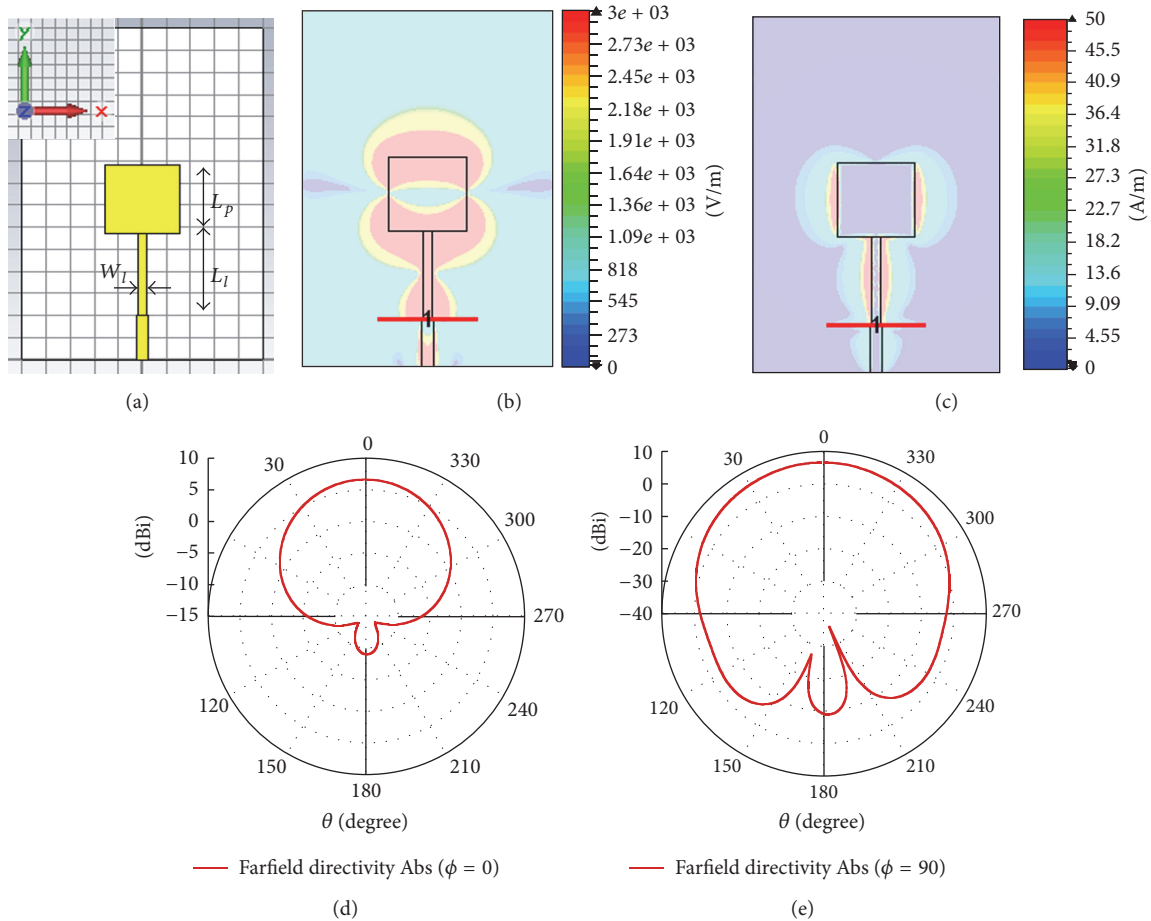 y
z
x
L_p
W_l
L_l
3e + 03
2.73e + 03
2.45e + 03
2.18e + 03
1.91e + 03
1.64e + 03
1.36e + 03
1.09e + 03
818
545
273
0
(V/m)
1
50
45.5
40.9
36.4
31.8
27.3
22.7
18.2
13.6
9.09
4.55
0
(A/m)
1
(a)
(b)
(c)
0
30
330
300
270
240
210
180
150
120
10
5
0
−5
−10
−15
(dBi)
θ (degree)
Farfield directivity Abs (ϕ = 0)
(d)
0
30
330
300
270
240
210
180
150
120
10
0
−10
−20
−30
−40
(dBi)
θ (degree)
Farfield directivity Abs (ϕ = 90)
(e)